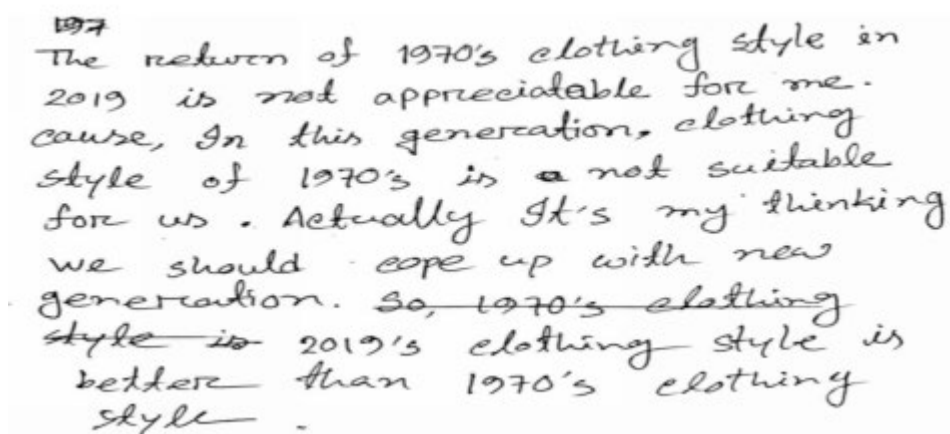 The return of 1970's clothing style in
2019 is not appreciatable for me.
cause, In this generation, clothing
style of 1970's is not suitable
for us. Actually It's my thinking
we should cope up with new
generation. So, 1970's clothing
style is 2019's clothing style is
better than 1970's clothing
style.